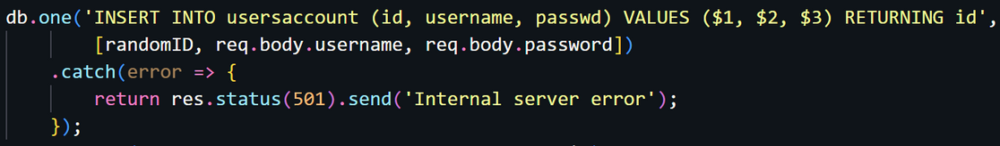 db.one('INSERT INTO usersaccount (id, username, passwd) VALUES ($1, $2, $3) RETURNING id',
[randomID, req.body.username, req.body.password])
.catch(error => {
return res.status(501).send('Internal server error');
});